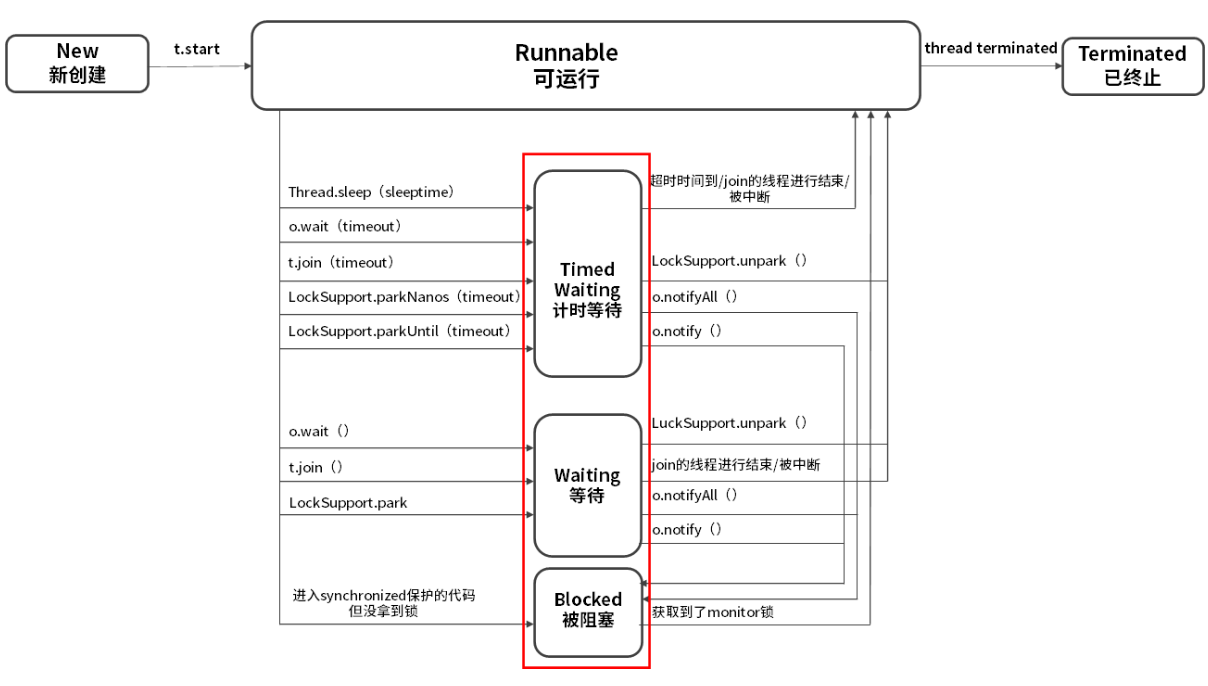 New
新创建
t.start
Runnable
可运行
thread terminated
Terminated
已终止
Thread.sleep（sleeptime）
o.wait（timeout）
t.join（timeout）
LockSupport.parkNanos（timeout）
LockSupport.parkUntil（timeout）
Timed
Waiting
计时等待
超时时间到/join的线程进行结束/
被中断
LockSupport.unpark（）
o.notifyAll（）
o.notify（）
o.wait（）
t.join（）
LockSupport.park
Waiting
等待
LuckSupport.unpark（）
join的线程进行结束/被中断
o.notifyAll（）
o.notify（）
进入synchronized保护的代码
但没拿到锁
Blocked
被阻塞
获取到了monitor锁